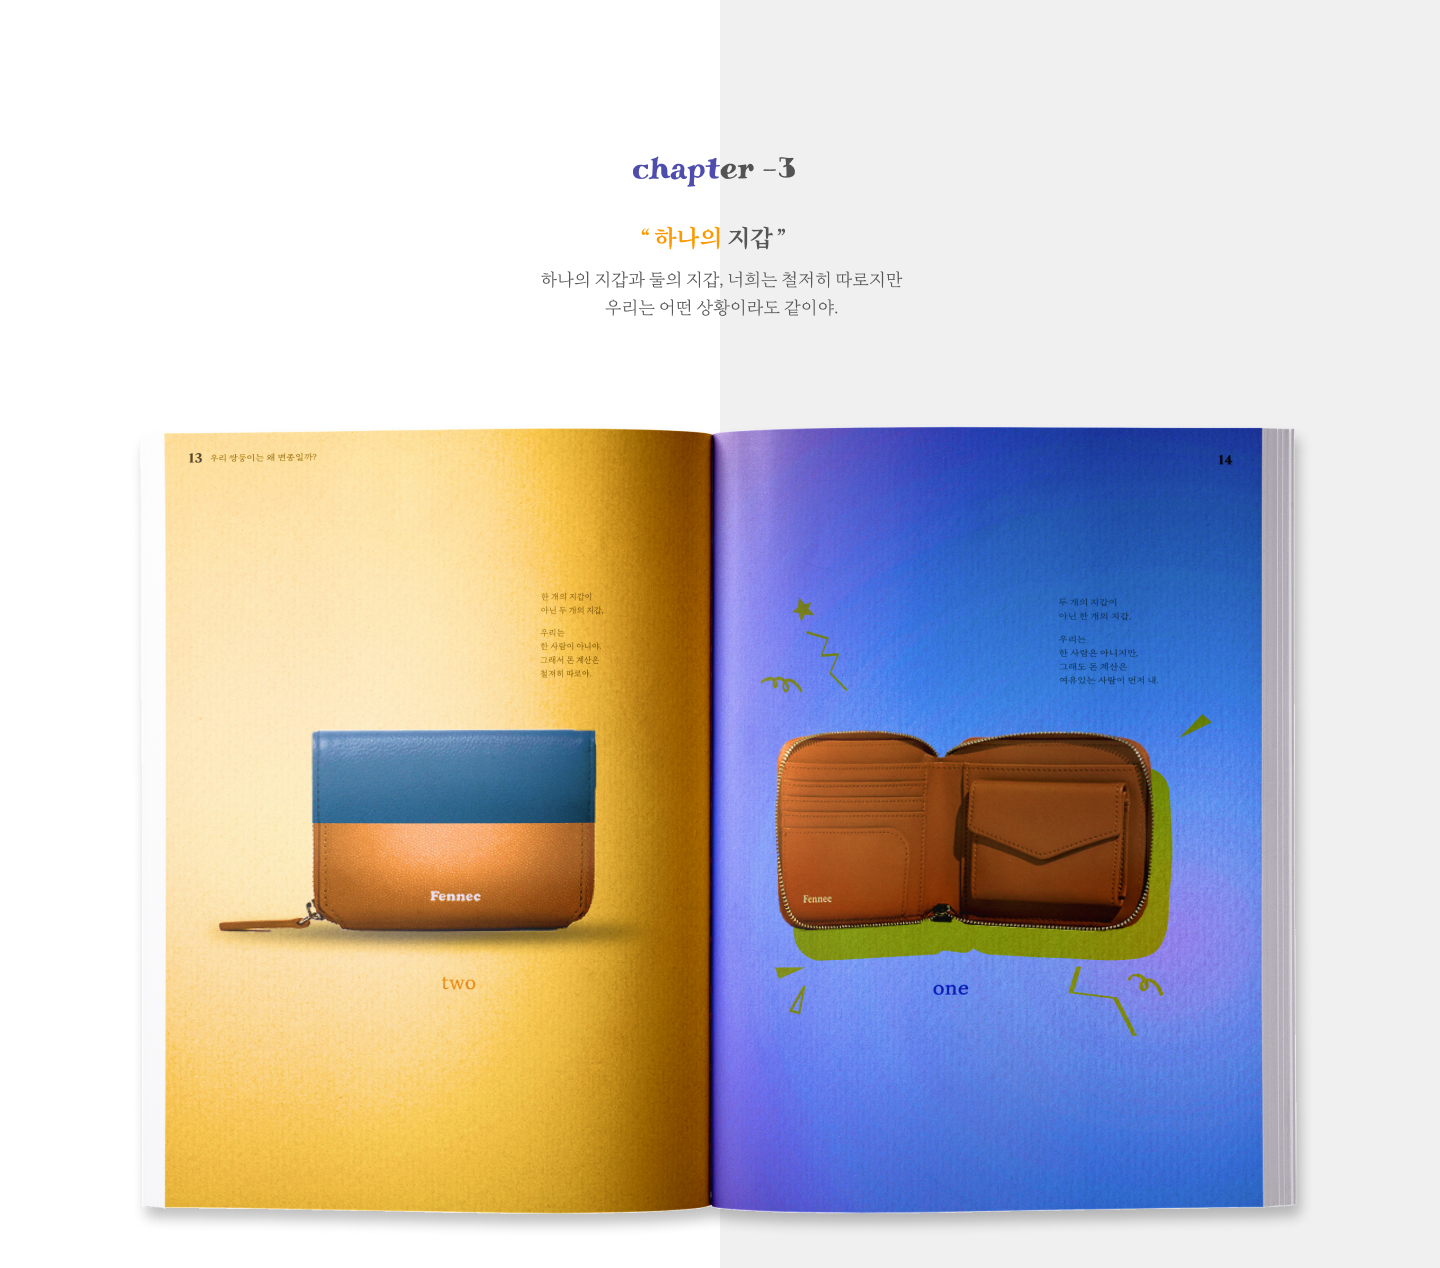 chapter -3
“ 하나의 지갑 ”
하나의 지갑과 둘의 지갑, 너희는 철저히 따로지만
우리는 어떤 상황이라도 같이야.
13 우리 쌍둥이는 왜 변종일까?
한 개의 지갑이
아닌 두 개의 지갑,
우리는
한 사람이 아니야.
그래서 돈 계산은
철저히 따로야.
Fennec
two
14
두 개의 지갑이
아닌 한 개의 지갑,
우리는
한 사람은 아니지만,
그래도 돈 계산은
여유있는 사람이 먼저 내.
Fennec
one